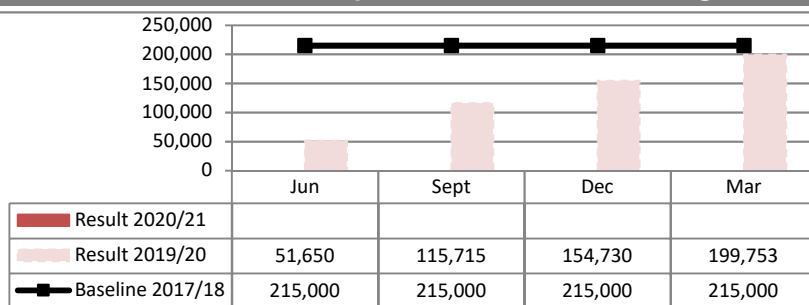 250,000
200,000
150,000
100,000
50,000
0
Jun Sept Dec Mar
Result 2020/21
Result 2019/20 51,650 115,715 154,730 199,753
Baseline 2017/18 215,000 215,000 215,000 215,000